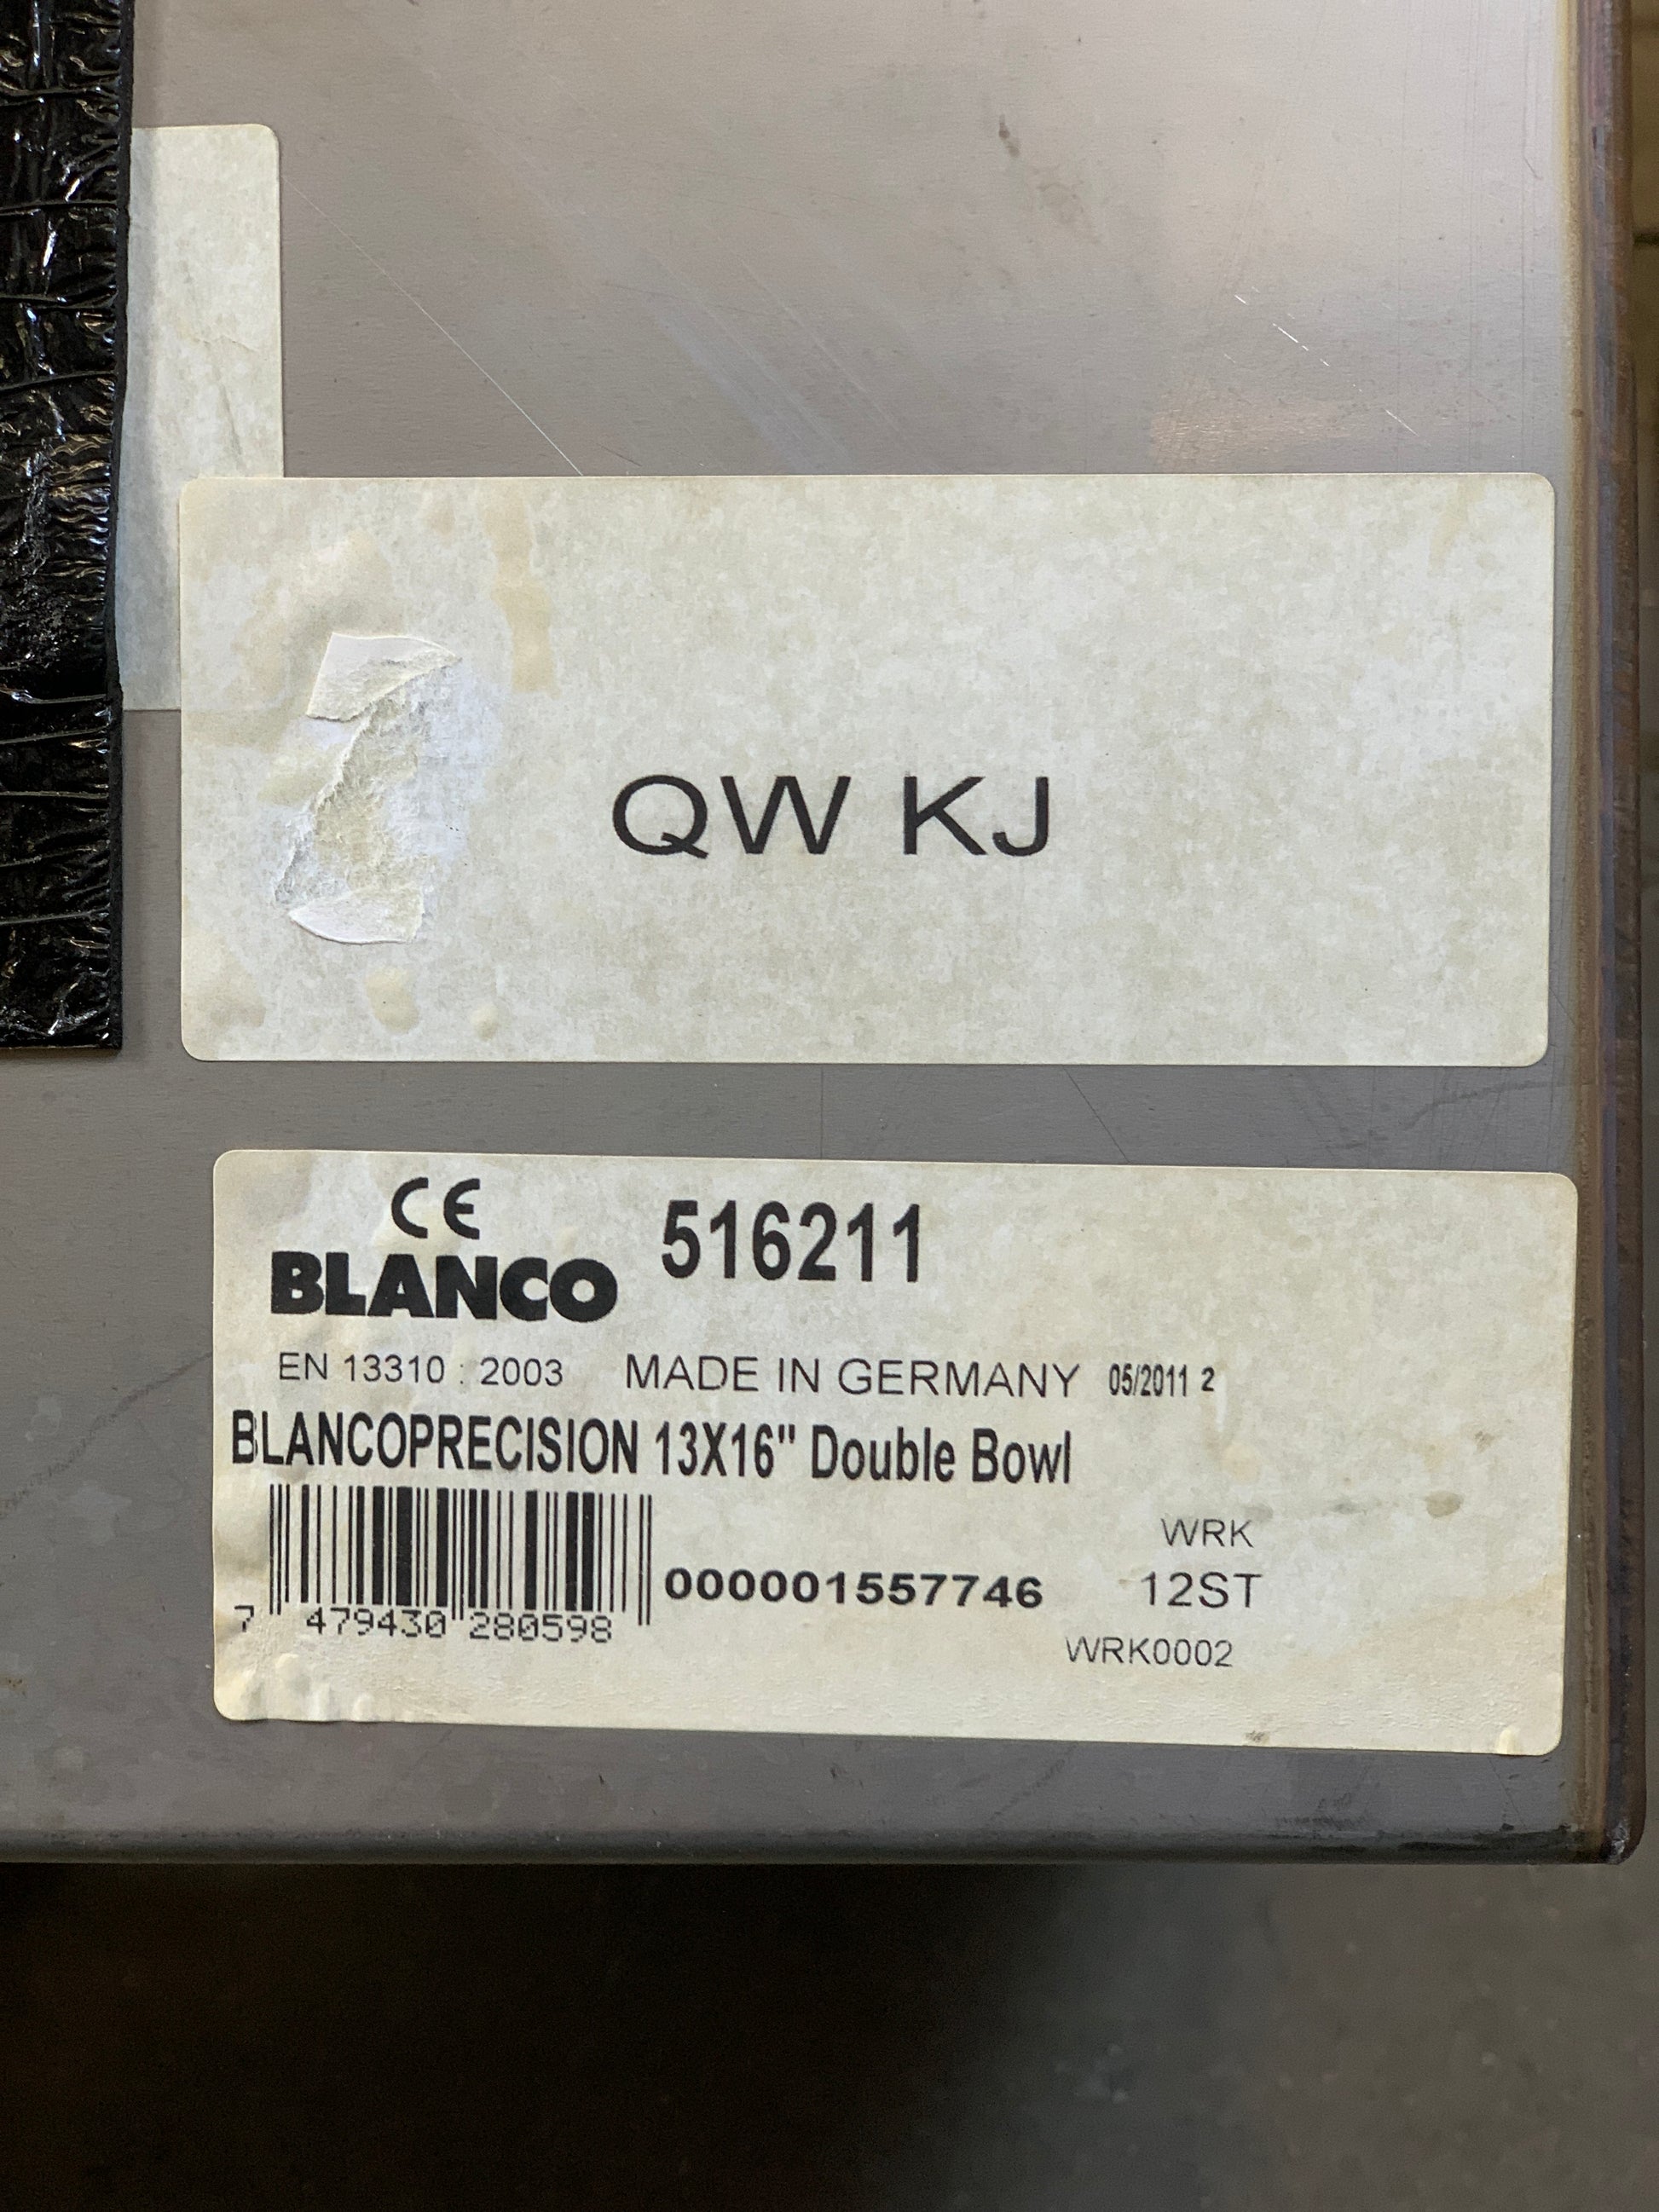 QW KJ
CE
BLANCO 516211
EN 13310 : 2003 MADE IN GERMANY 05/2011 2
BLANCOPRECISION 13X16" Double Bowl
WRK
000001557746 12ST
7 479430 280598
WRK0002